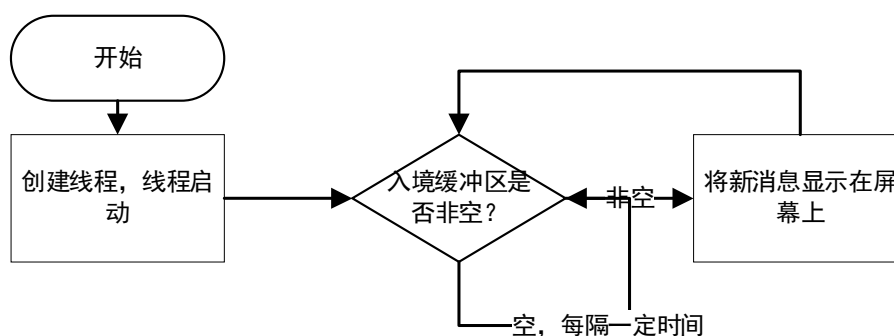 开始
创建线程，线程启
动
入境缓冲区是
否非空？
非空
将新消息显示在屏
幕上
空，每隔一定时间